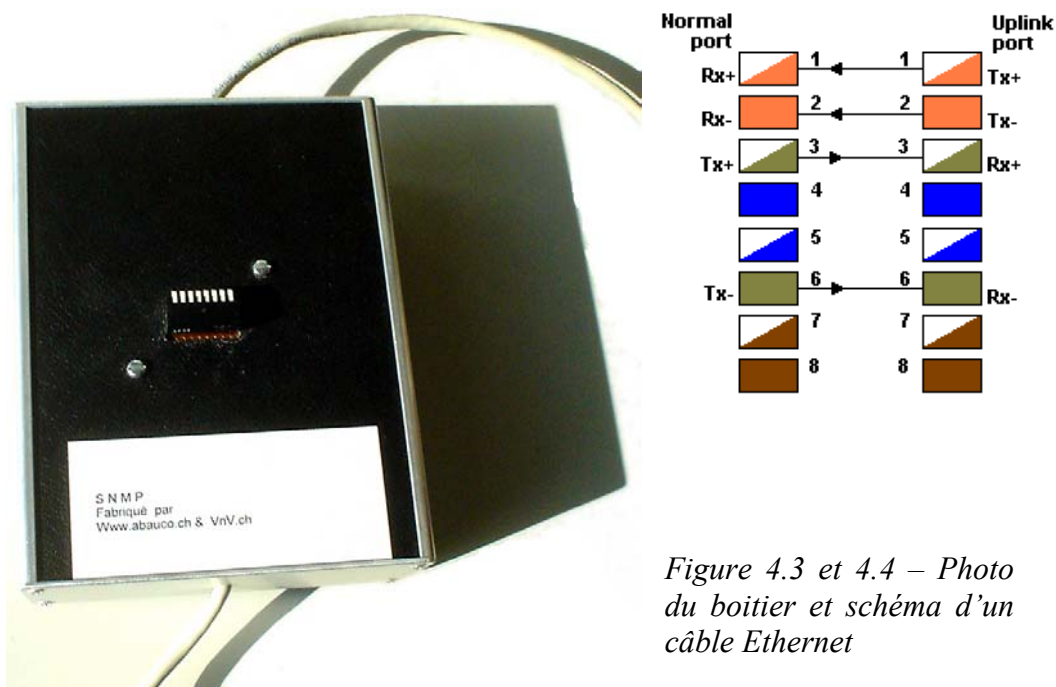 S N M P
Fabriqué par
Www.abauco.ch & VnV.ch
Normal
port
Uplink
port
Rx+ 1 1 Tx+
Rx- 2 2 Tx-
Tx+ 3 3 Rx+
4 4
5 5
Tx- 6 6 Rx-
7 7
8 8
Figure 4.3 et 4.4 – Photo
du boitier et schéma d’un
câble Ethernet